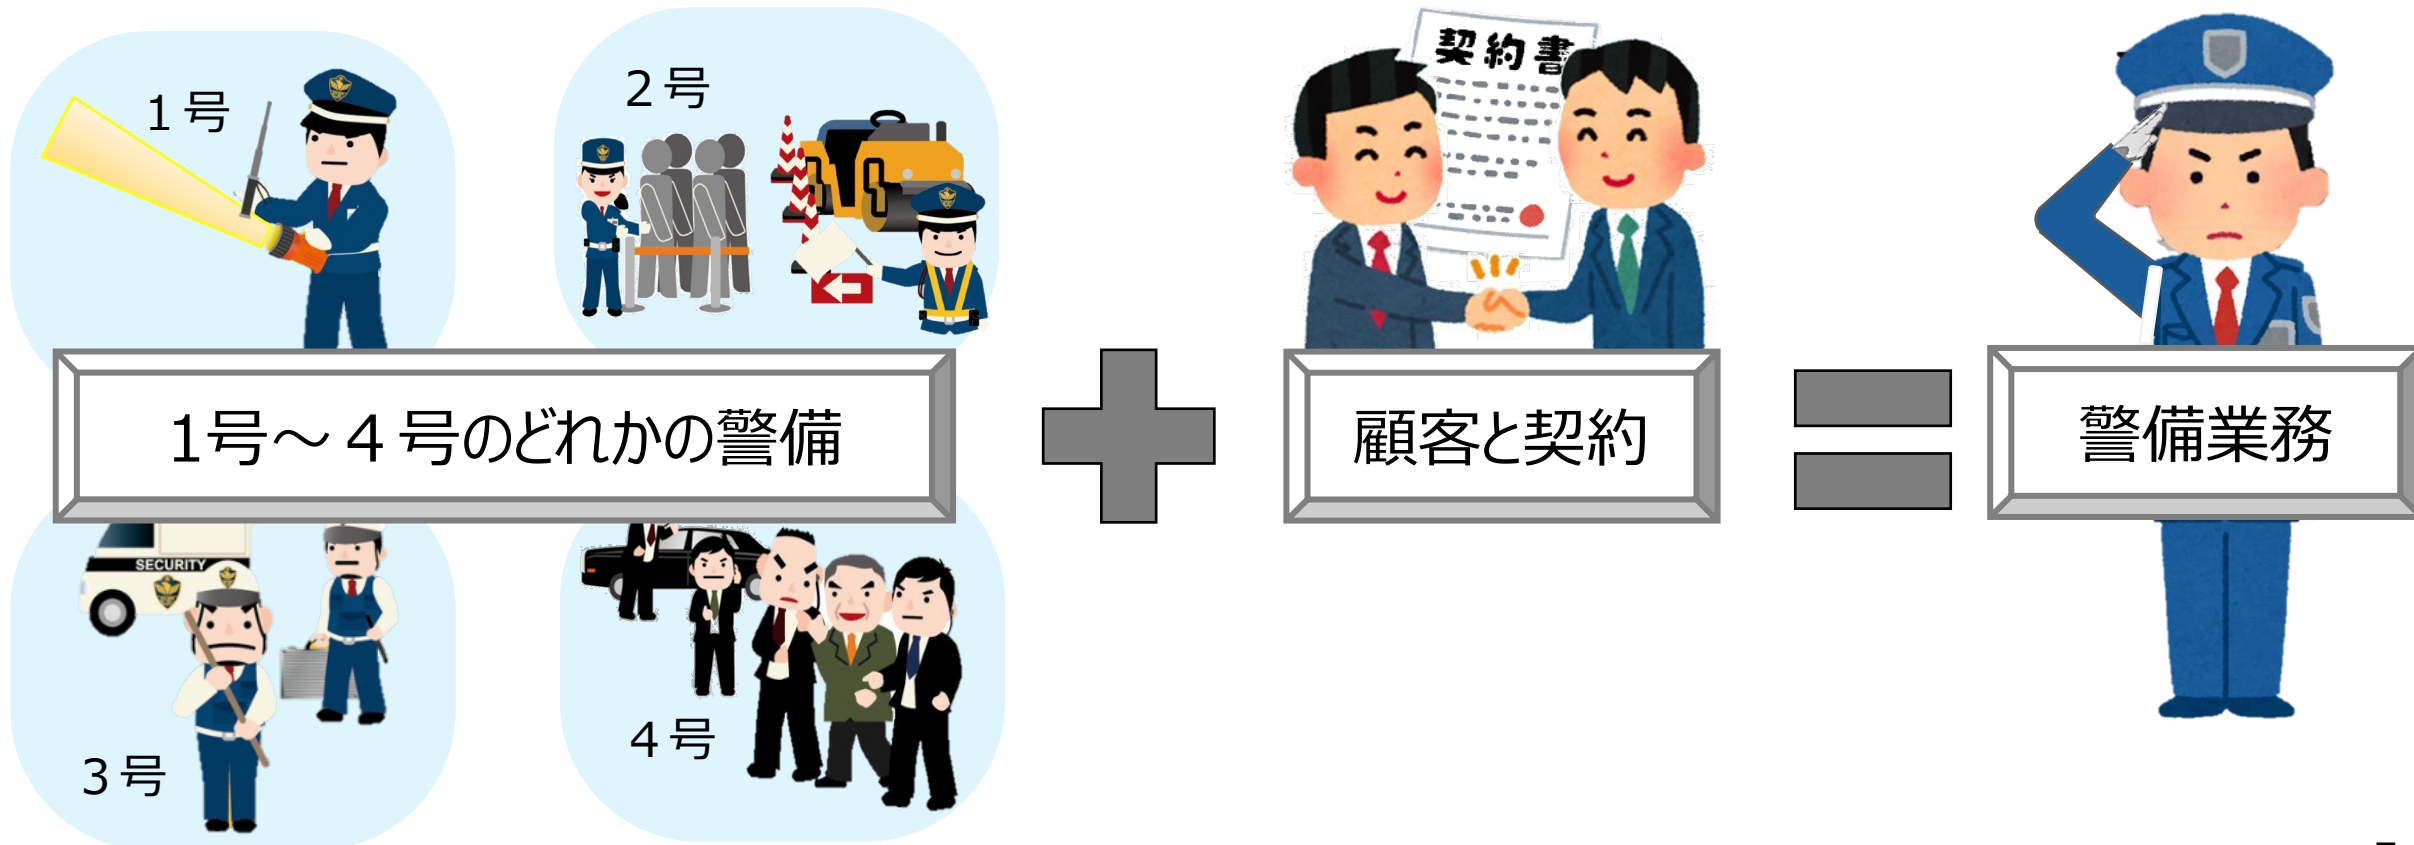 1号
2号
契約書
1号～4号のどれかの警備
顧客と契約
警備業務
SECURITY
3号
4号